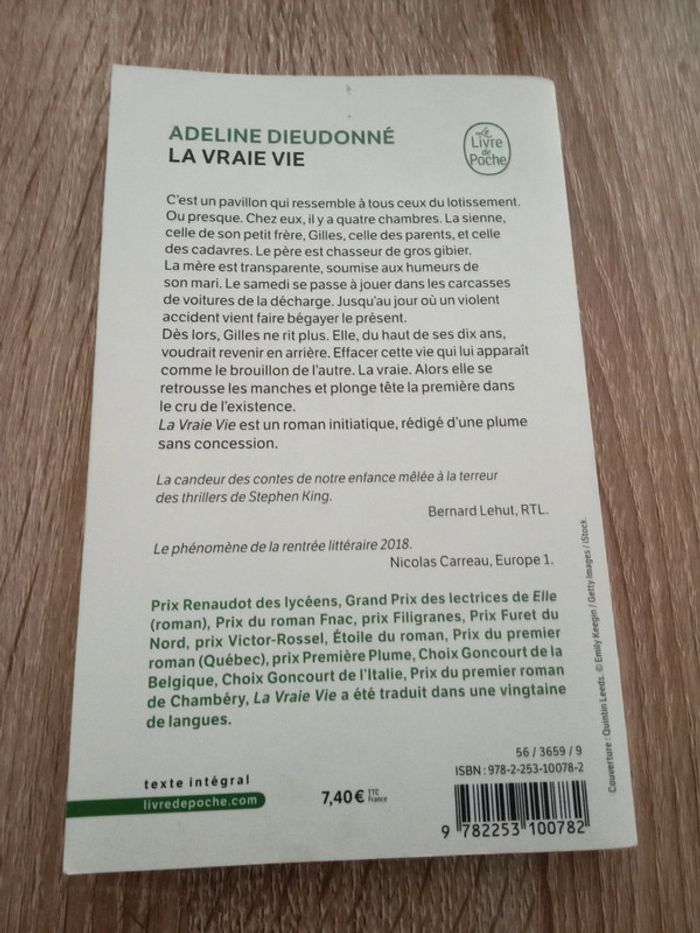 ADELINE DIEUDONNÉ
LA VRAIE VIE
Le
Livre
de
Poche
C'est un pavillon qui ressemble à tous ceux du lotissement.
Ou presque. Chez eux, il y a quatre chambres. La sienne,
celle de son petit frère, Gilles, celle des parents, et celle
des cadavres. Le père est chasseur de gros gibier.
La mère est transparente, soumise aux humeurs de
son mari. Le samedi se passe à jouer dans les carcasses
de voitures de la décharge. Jusqu'au jour où un violent
accident vient faire bégayer le présent.
Dès lors, Gilles ne rit plus. Elle, du haut de ses dix ans,
voudrait revenir en arrière. Effacer cette vie qui lui apparaît
comme le brouillon de l'autre. La vraie. Alors elle se
retrousse les manches et plonge tête la première dans
le cru de l'existence.
La Vraie Vie est un roman initiatique, rédigé d'une plume
sans concession.
La candeur des contes de notre enfance mêlée à la terreur
des thrillers de Stephen King.
Bernard Lehut, RTL.
Le phénomène de la rentrée littéraire 2018.
Nicolas Carreau, Europe 1.
Prix Renaudot des lycéens, Grand Prix des lectrices de Elle
(roman), Prix du roman Fnac, prix Filigranes, Prix Furet du
Nord, prix Victor-Rossel, Étoile du roman, Prix du premier
roman (Québec), prix Première Plume, Choix Goncourt de la
Belgique, Choix Goncourt de l'Italie, Prix du premier roman
de Chambéry, La Vraie Vie a été traduit dans une vingtaine
de langues.
Couverture : Quintin Leeds. © Emily Keegin / Getty Images / iStock.
texte intégral
livredepoche.com
7,40 € TTC
France
56 / 3659 / 9
ISBN : 978-2-253-10078-2
9 782253 100782